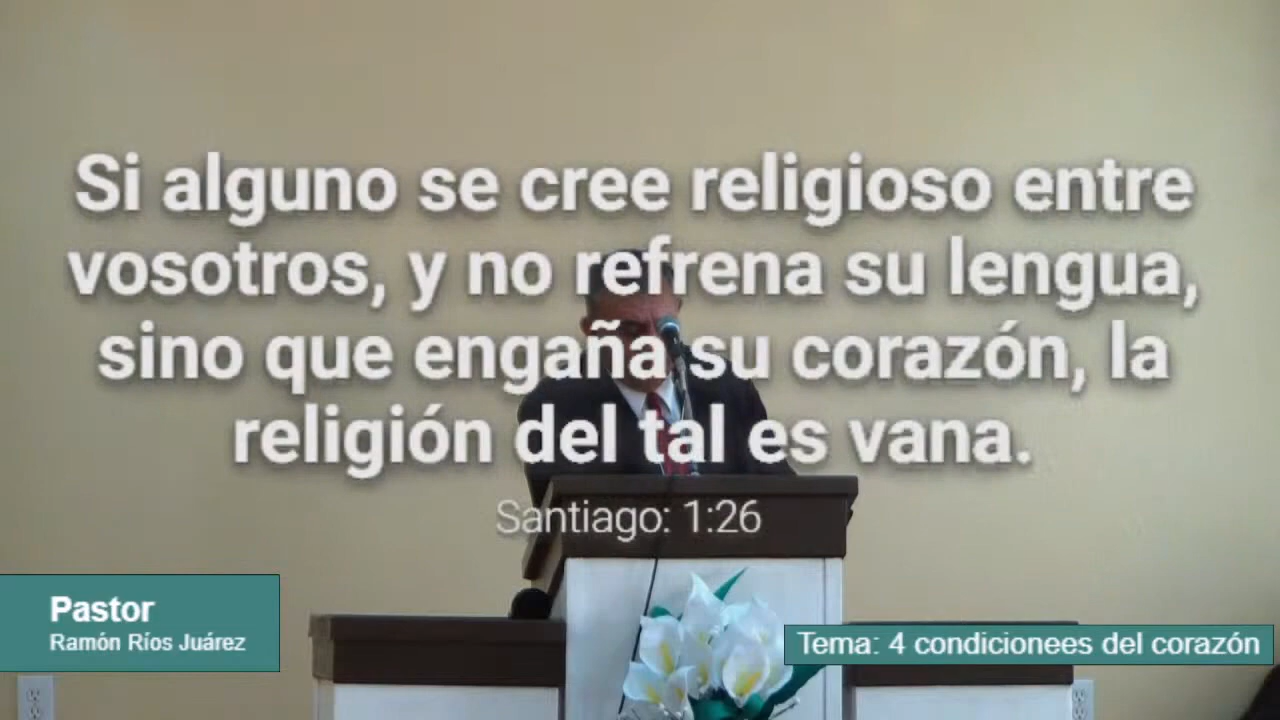 Si alguno se cree religioso entre
vosotros, y no refrena su lengua,
sino que engaña su corazón, la
religión del tal es vana.
Santiago: 1:26
Pastor
Ramón Ríos Juárez
Tema: 4 condicionees del corazón